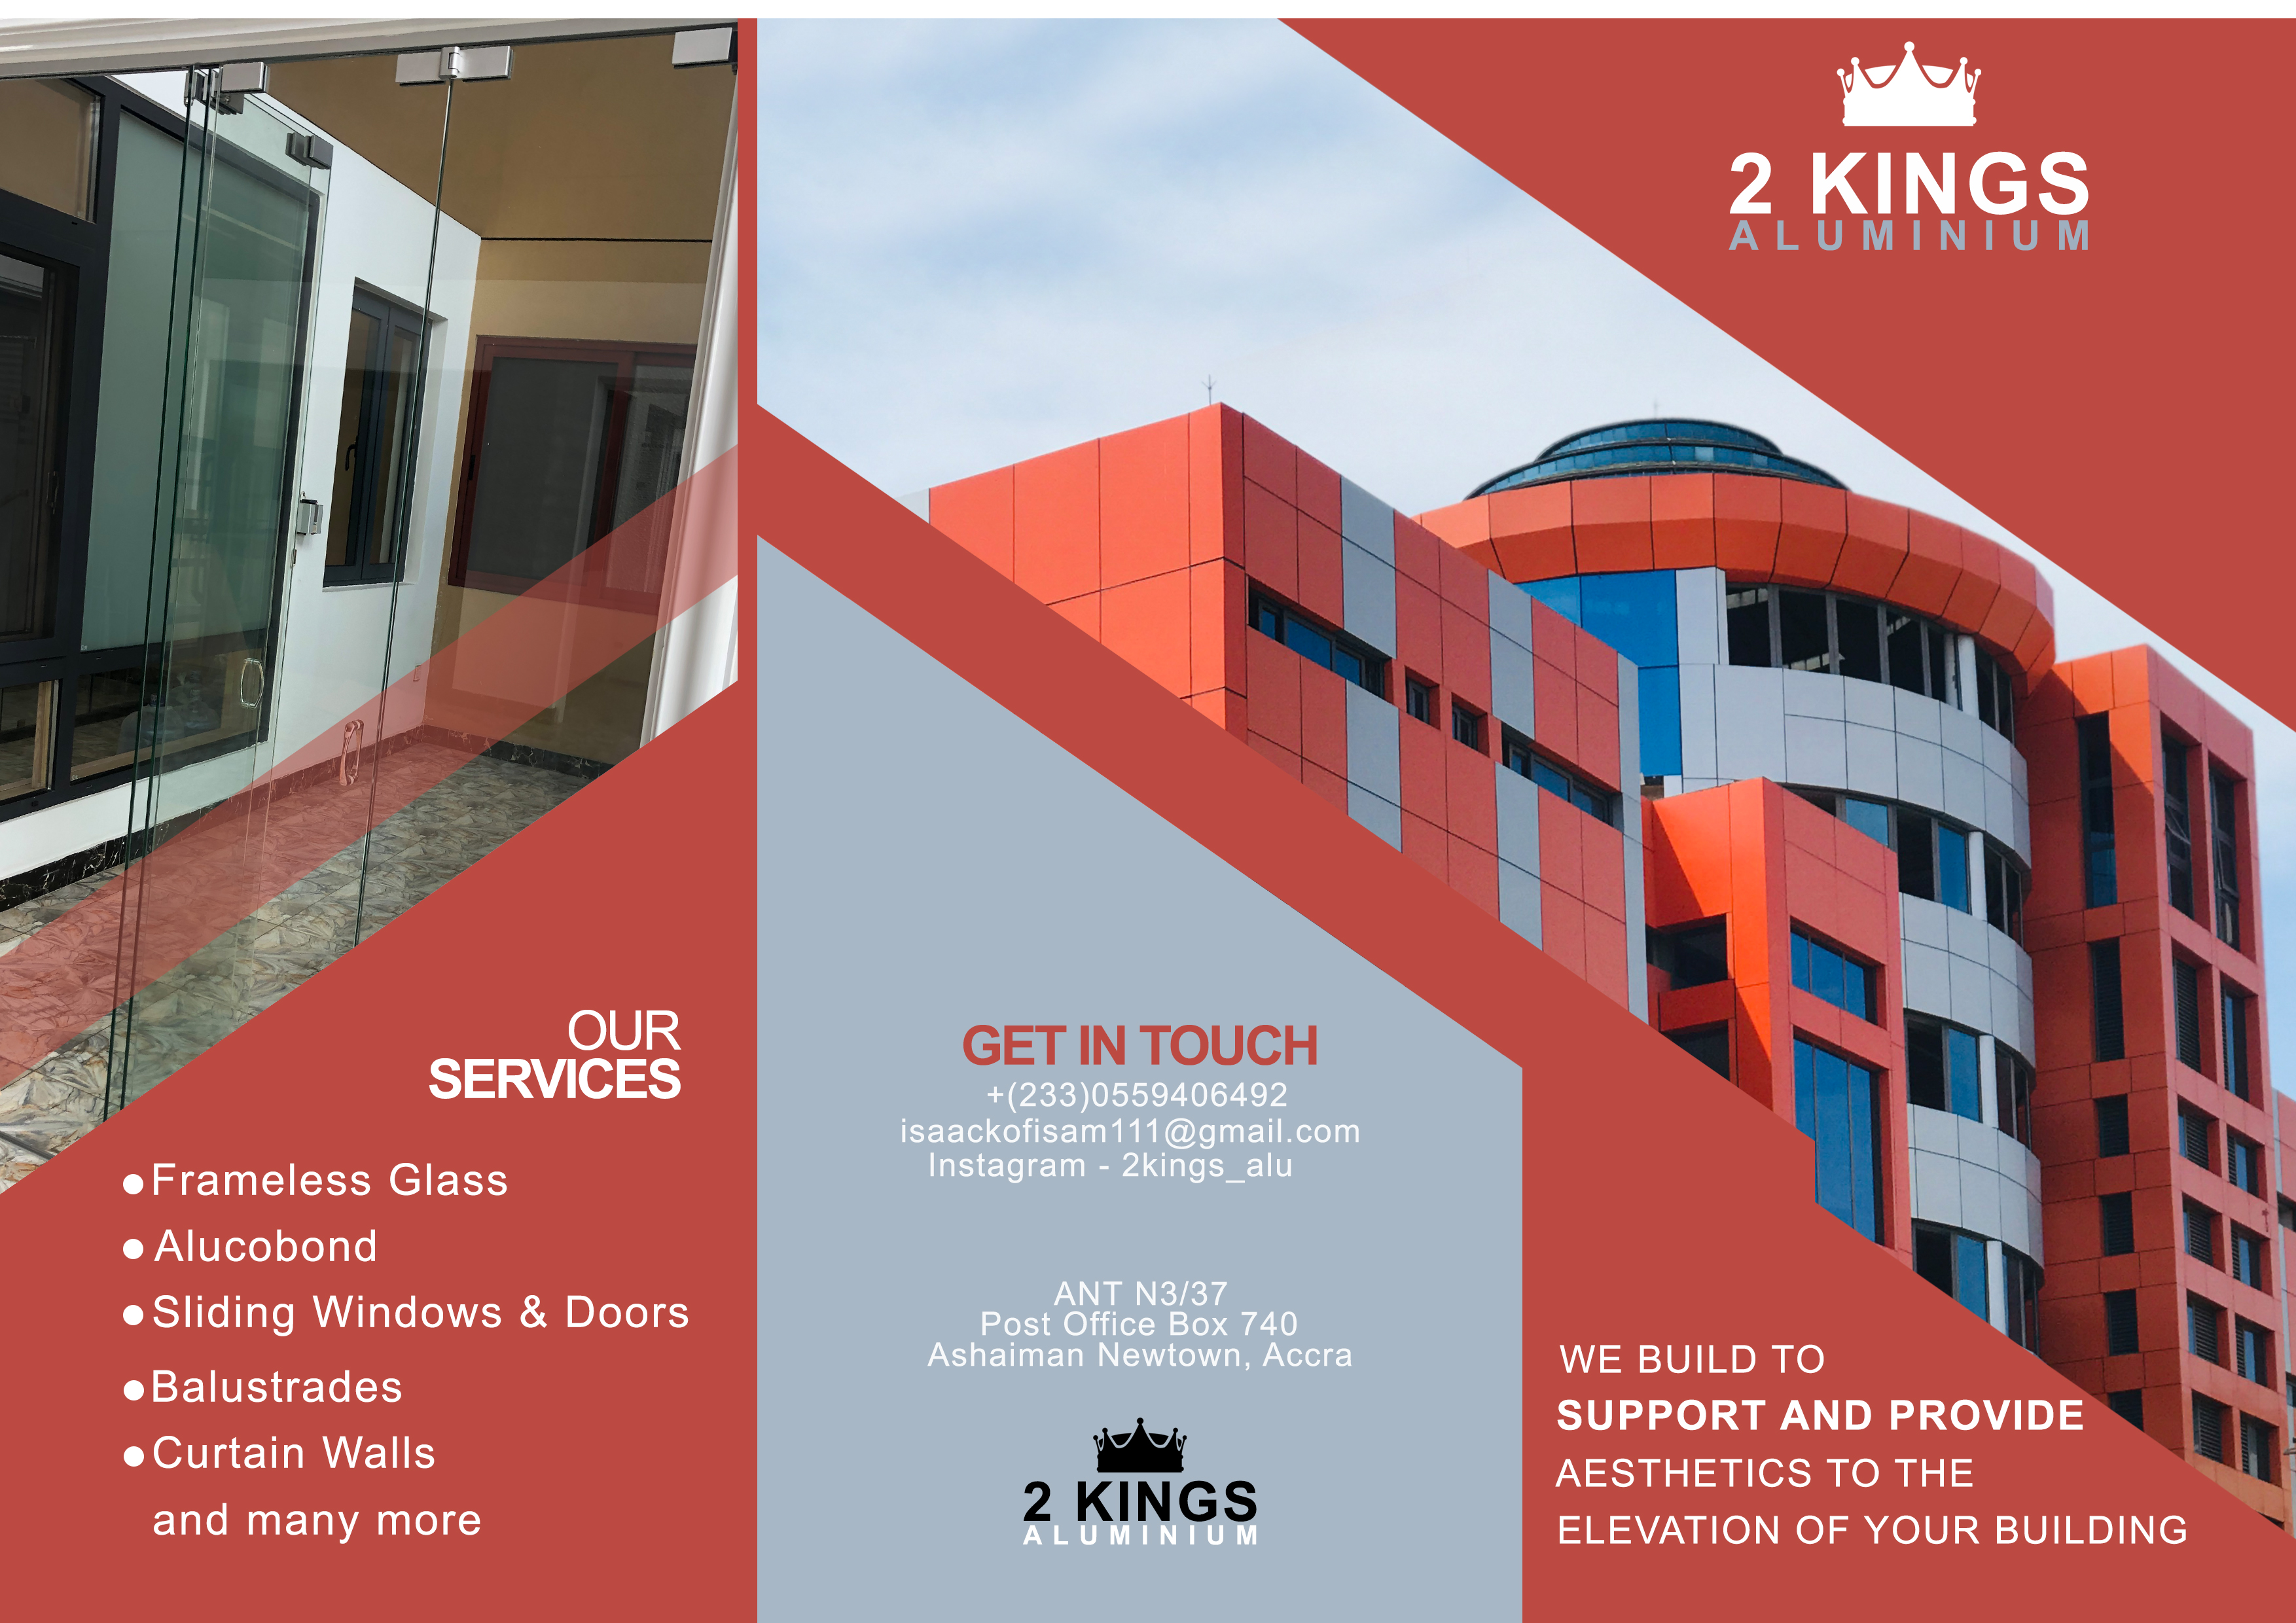 OUR
SERVICES
●Frameless Glass
● Alucobond
●Sliding Windows & Doors
●Balustrades
●Curtain Walls
and many more
GET IN TOUCH
+(233)0559406492
isaackofisam111@gmail.com
Instagram - 2kings_alu
ANT N3/37
Post Office Box 740
Ashaiman Newtown, Accra
2 KINGS
ALUMINIUM
2 KINGS
ALUMINIUM
WE BUILD TO
SUPPORT AND PROVIDE
AESTHETICS TO THE
ELEVATION OF YOUR BUILDING